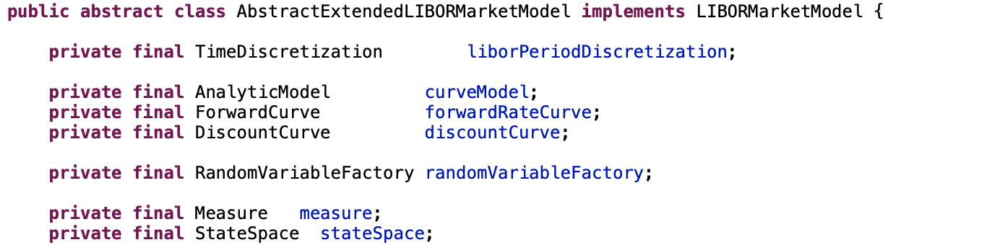 public abstract class AbstractExtendedLIBORMarketModel implements LIBORMarketModel {
private final TimeDiscretization liborPeriodDiscretization;
private final AnalyticModel curveModel;
private final ForwardCurve forwardRateCurve;
private final DiscountCurve discountCurve;
private final RandomVariableFactory randomVariableFactory;
private final Measure measure;
private final StateSpace stateSpace;